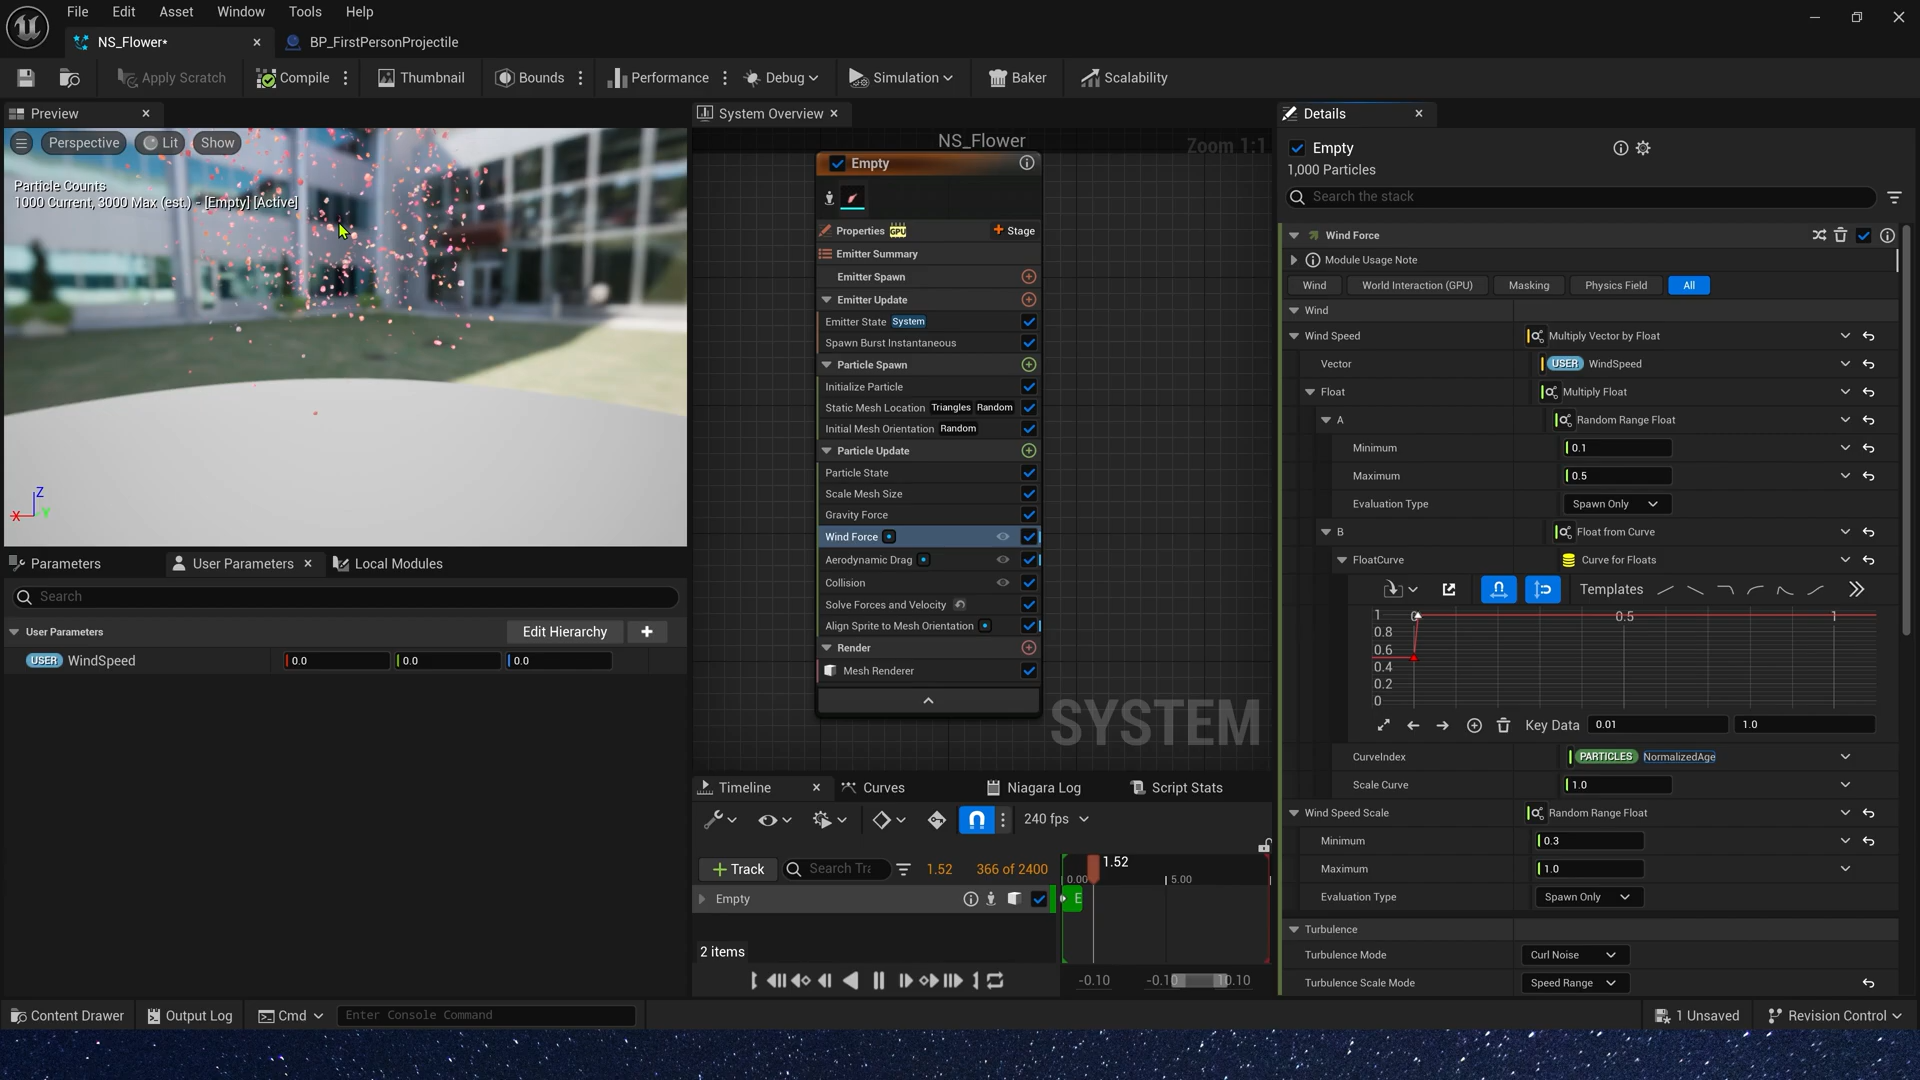 File Edit Asset Window Tools Help
NS_Flower*
BP_FirstPersonProjectile
Apply Scratch
Compile
Thumbnail
Bounds
Performance
Debug
Simulation
Baker
Scalability
Preview
Perspective
Lit
Show
Particle Counts
1000 Current, 3000 Max (est.) - [Empty] [Active]
Z
X
Y
Parameters
User Parameters
Local Modules
Search
User Parameters
Edit Hierarchy
USER WindSpeed
0.0
0.0
0.0
System Overview
NS_Flower
Zoom 1:1
Empty
Properties GPU
Stage
Emitter Summary
Emitter Spawn
Emitter Update
Emitter State System
Spawn Burst Instantaneous
Particle Spawn
Initialize Particle
Static Mesh Location Triangles Random
Initial Mesh Orientation Random
Particle Update
Particle State
Scale Mesh Size
Gravity Force
Wind Force
Aerodynamic Drag
Collision
Solve Forces and Velocity
Align Sprite to Mesh Orientation
Render
Mesh Renderer
SYSTEM
Timeline
Curves
Niagara Log
Script Stats
240 fps
Track
Search Tra
1.52
366 of 2400
1.52
0.00
5.00
Empty
E
2 items
-0.10
-0.10
10.10
Details
Empty
1,000 Particles
Search the stack
Wind Force
Module Usage Note
Wind
World Interaction (GPU)
Masking
Physics Field
All
Wind
Wind Speed
Multiply Vector by Float
Vector
USER WindSpeed
Float
Multiply Float
A
Random Range Float
Minimum
0.1
Maximum
0.5
Evaluation Type
Spawn Only
B
Float from Curve
FloatCurve
Curve for Floats
Templates
1
0.8
0.6
0.4
0.2
0
0
0.5
1
Key Data
0.01
1.0
CurveIndex
PARTICLES NormalizedAge
Scale Curve
1.0
Wind Speed Scale
Random Range Float
Minimum
0.3
Maximum
1.0
Evaluation Type
Spawn Only
Turbulence
Turbulence Mode
Curl Noise
Turbulence Scale Mode
Speed Range
Content Drawer
Output Log
Cmd
Enter Console Command
1 Unsaved
Revision Control